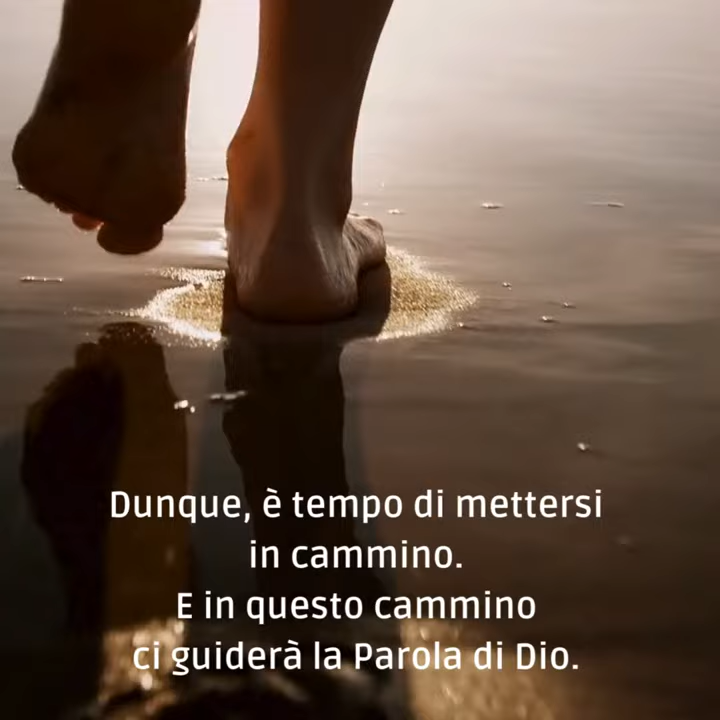 Dunque, è tempo di mettersi
in cammino.
E in questo cammino
ci guiderà la Parola di Dio.